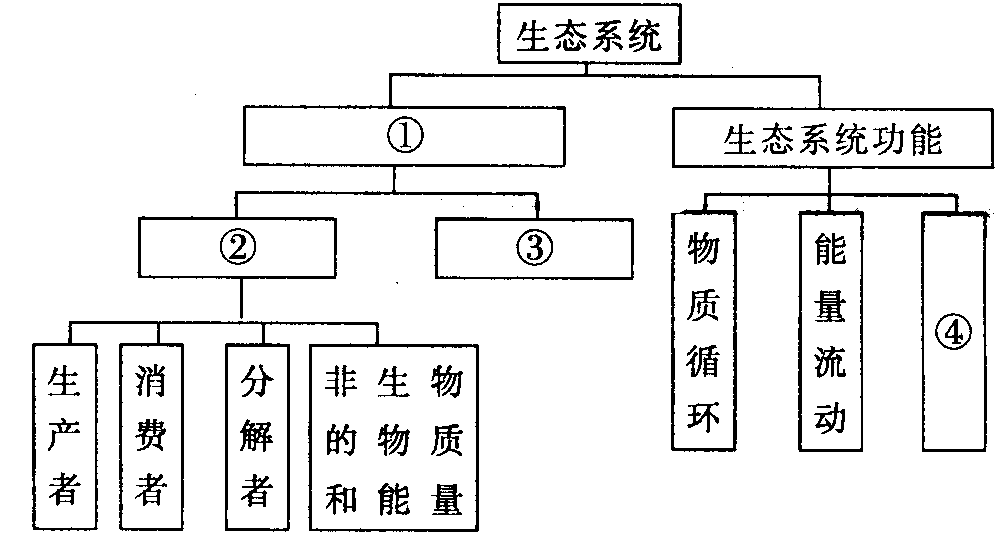 生态系统
①
生态系统功能
②
③
物质循环
能量流动
④
生产者
消费者
分解者
非生物
的物质
和能量